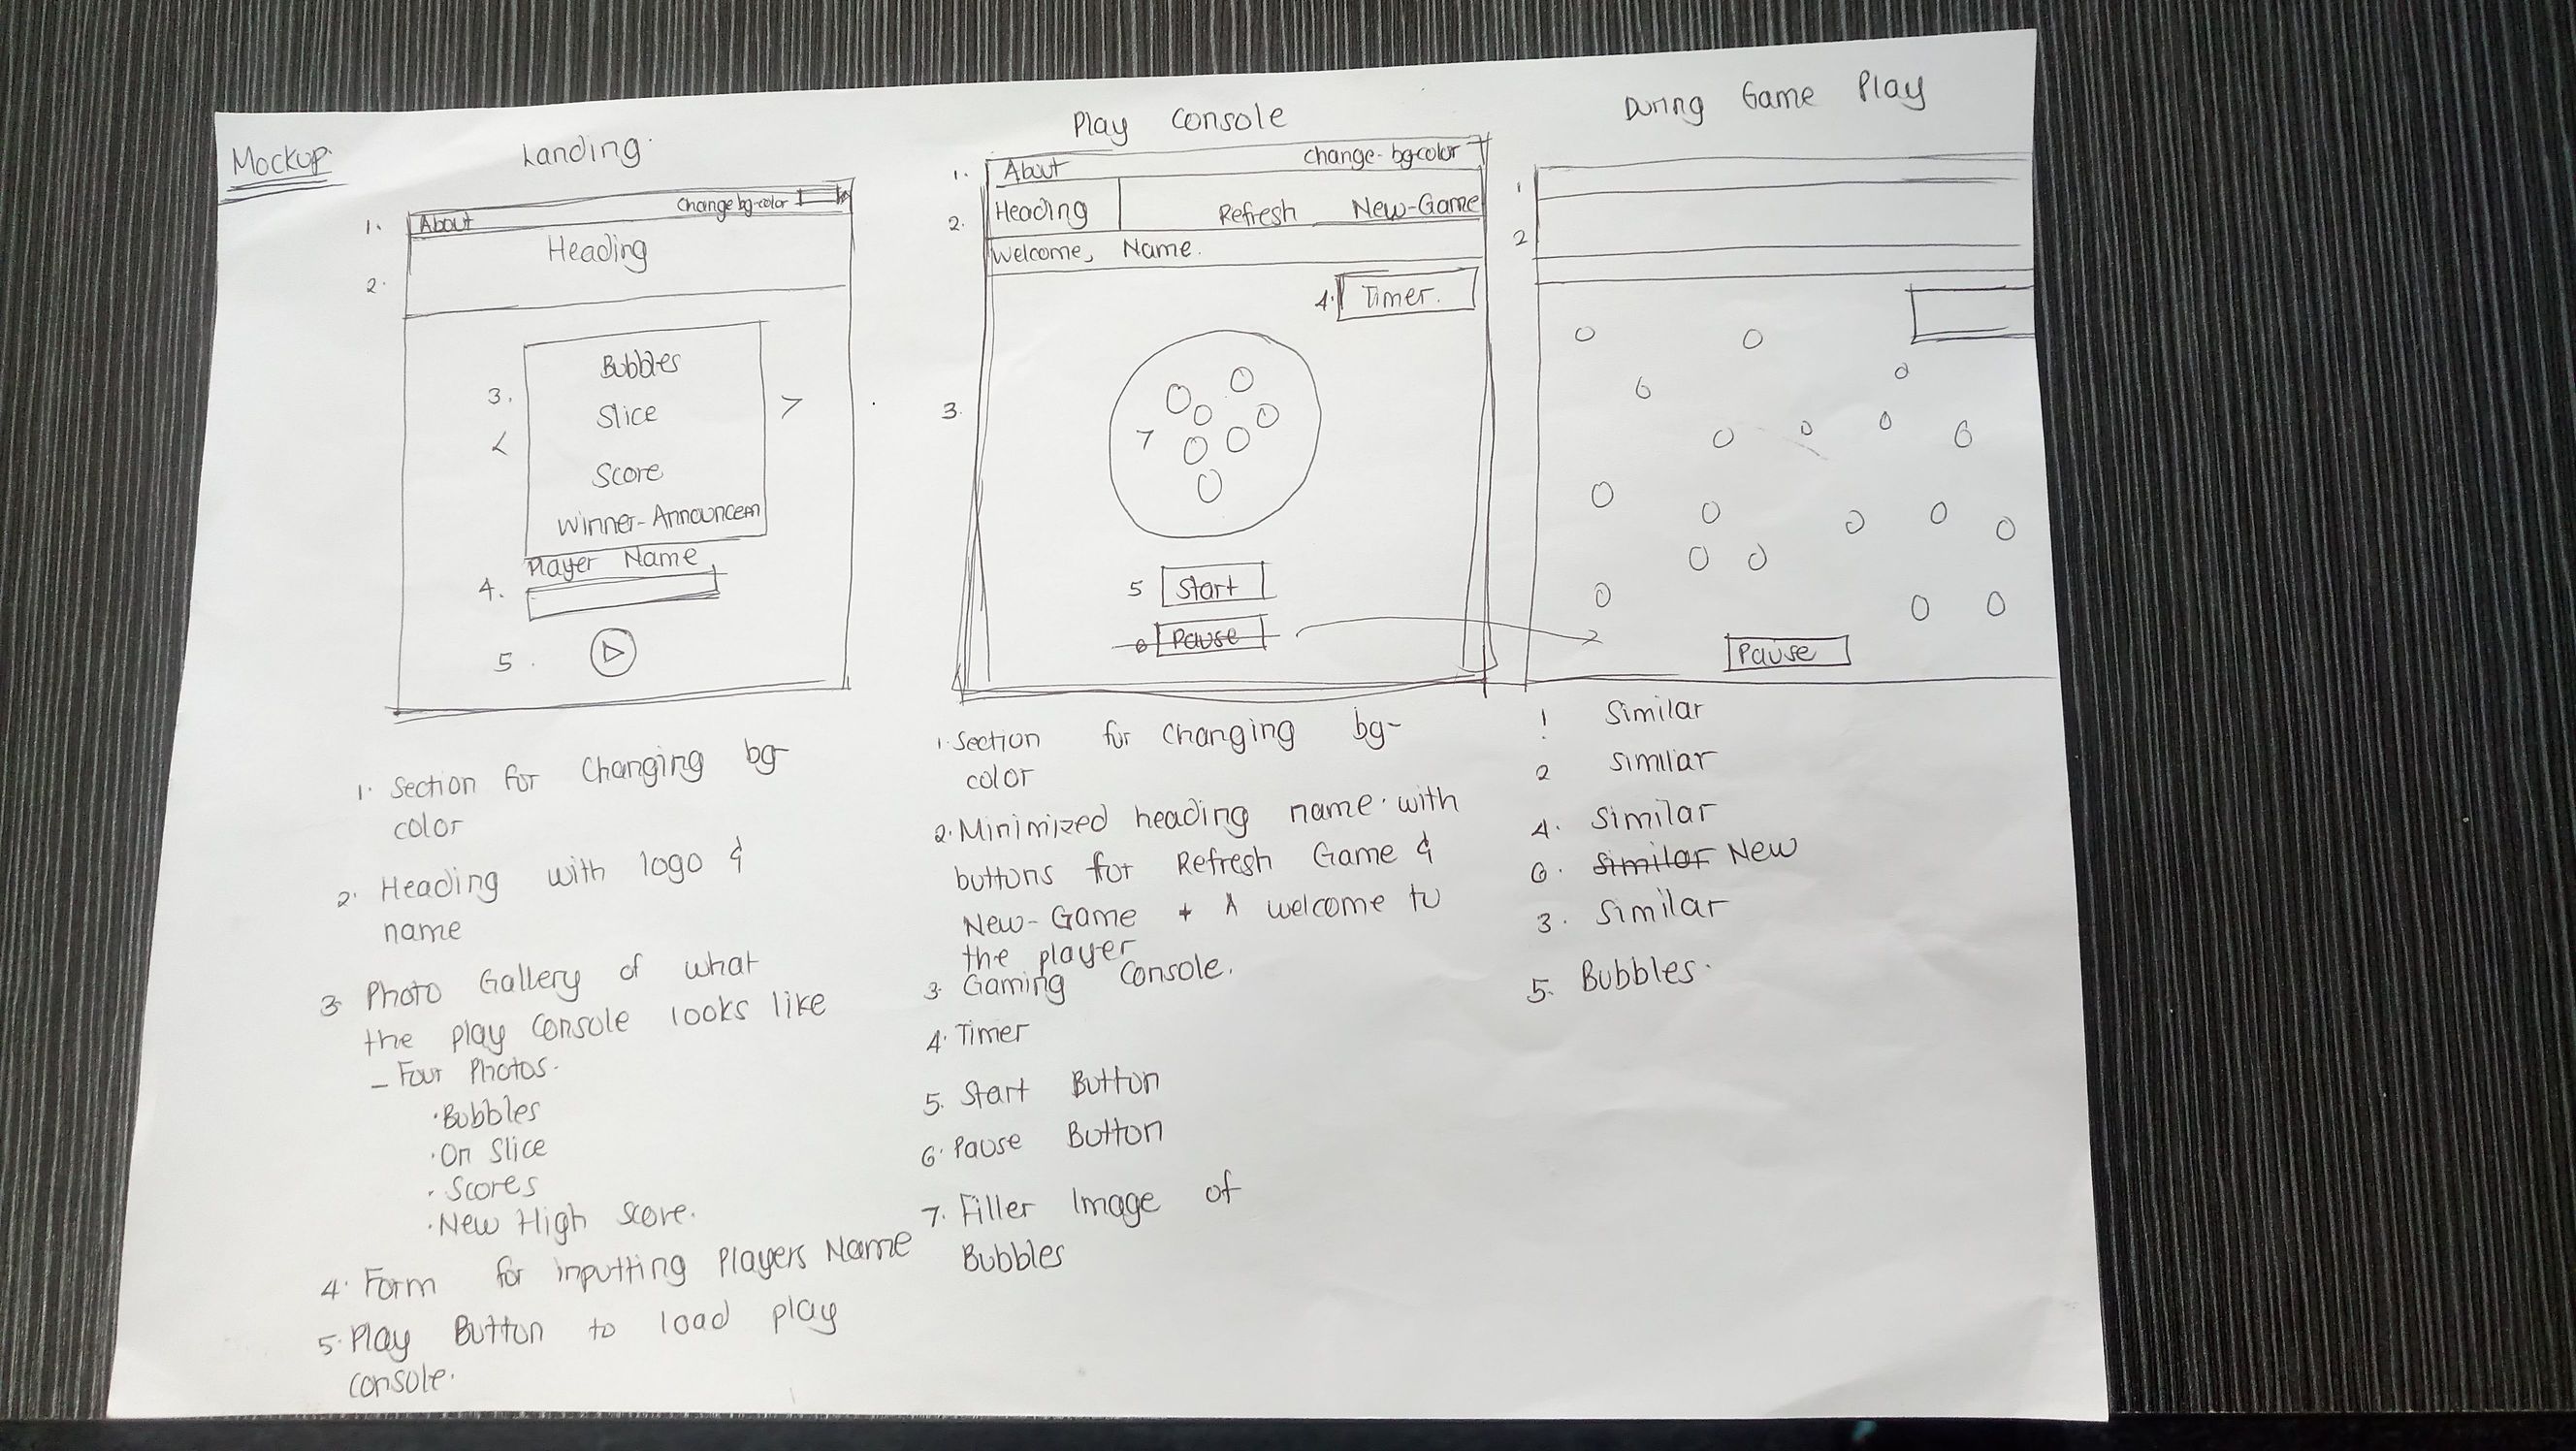 Mockup
Landing
1.
About
Change bg-color
Heading
2.
3.
Bubbles
Slice
<
>
Score
Winner-Announcem
Player Name
4.
5.
1. Section for Changing bg-
color
2. Heading with logo &
name
3. Photo Gallery of what
the play console looks like
- Four Photos.
· Bubbles
· On Slice
· Scores
· New High Score.
4. Form for inputting Players Name
5. Play Button to load play
console.
Play Console
1.
About
change-bgcolor
2.
Heading
Refresh
New-Game
Welcome, Name.
4.
Timer.
3.
7
5
Start
6
Pause
1. Section for Changing bg-
color
2. Minimized heading name with
buttons for Refresh Game &
New-Game + A welcome to
the player
3. Gaming Console.
4. Timer
5. Start Button
6. Pause Button
7. Filler Image of
Bubbles
During Game Play
1
2
Pause
1 Similar
2 Similar
4. Similar
6. Similar New
3. Similar
5. Bubbles.